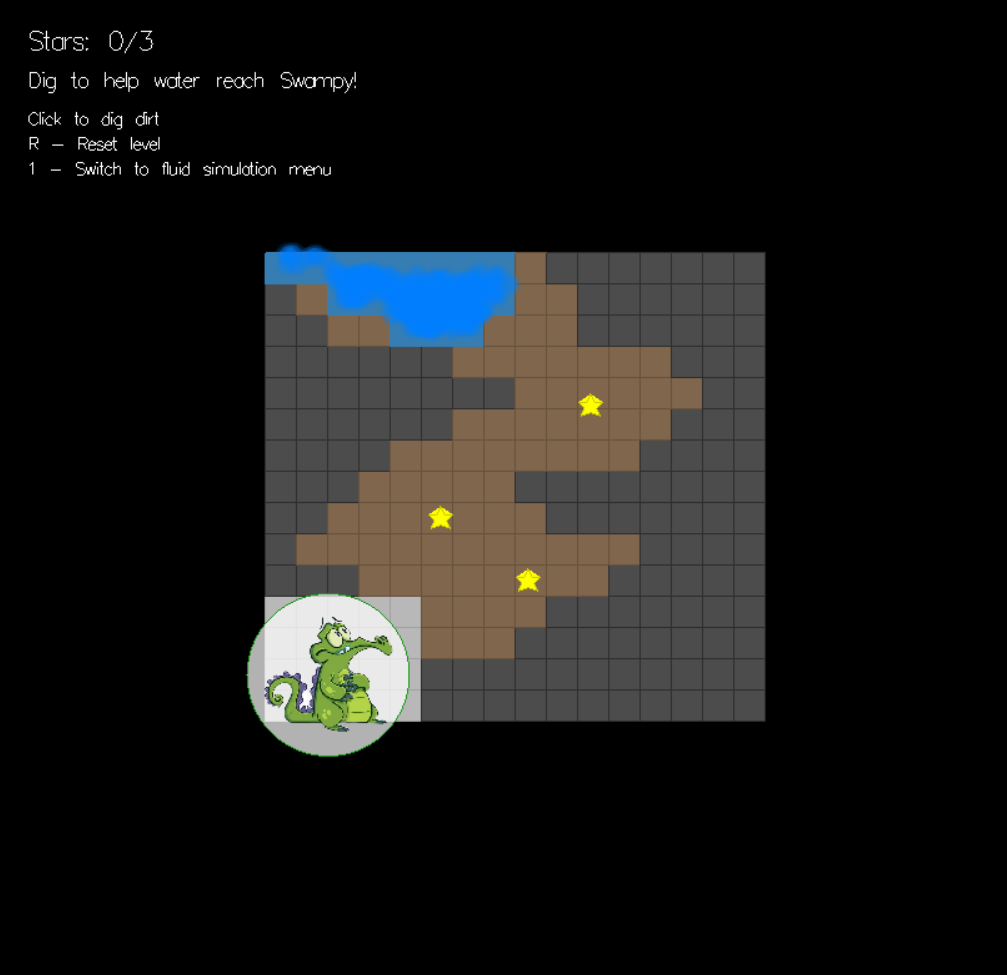 Stars: 0/3
Dig to help water reach Swampy!
Click to dig dirt
R – Reset level
1 – Switch to fluid simulation menu